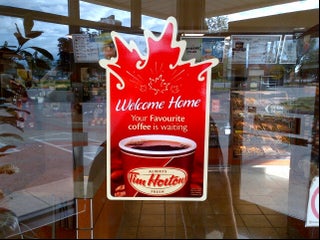 Welcome Home
Your Favourite
coffee is waiting
ALWAYS
Tim Hortons
FRESH